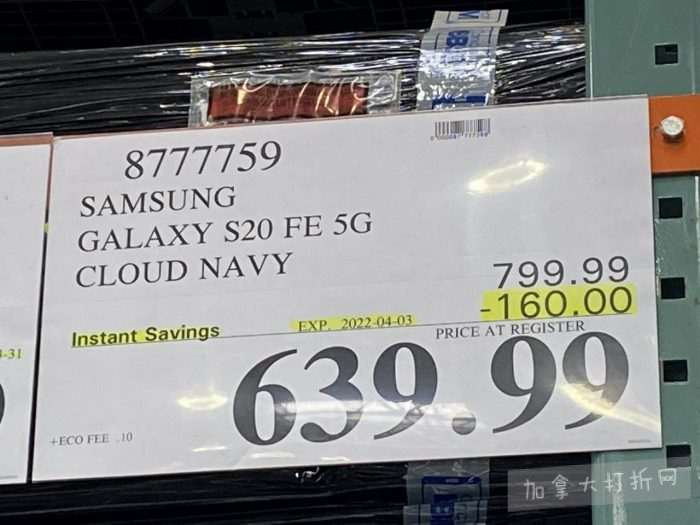 8777759
SAMSUNG
GALAXY S20 FE 5G
CLOUD NAVY
799.99
-160.00
Instant Savings
EXP. 2022-04-03
PRICE AT REGISTER
639.99
+ECO FEE .10
-31
加拿大打折网